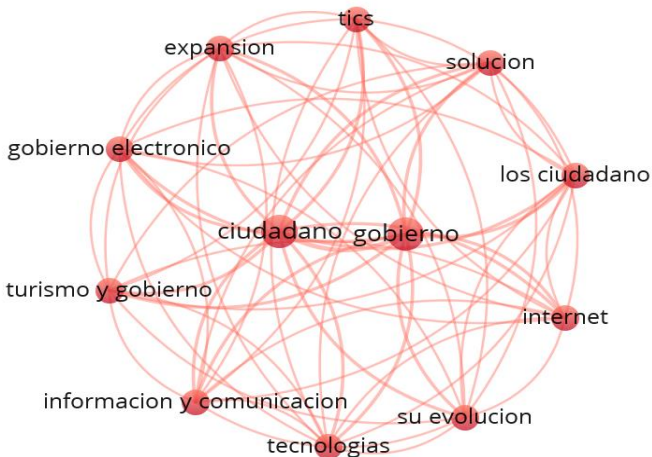 tics
expansion
solucion
gobierno electronico
los ciudadano
ciudadano
gobierno
turismo y gobierno
internet
informacion y comunicacion
su evolucion
tecnologias